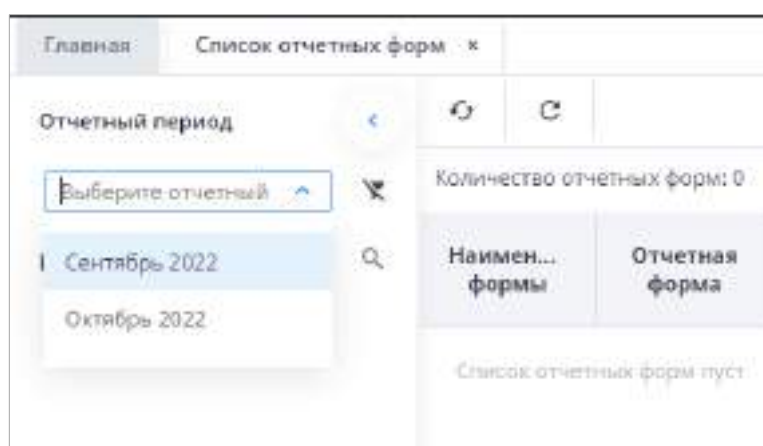 Главная
Список отчетных форм ×
Отчетный период
Выберите отчетный
Сентябрь 2022
Октябрь 2022
Количество отчетных форм: 0
Наимен...
формы
Отчетная
форма
Список отчетных форм пуст